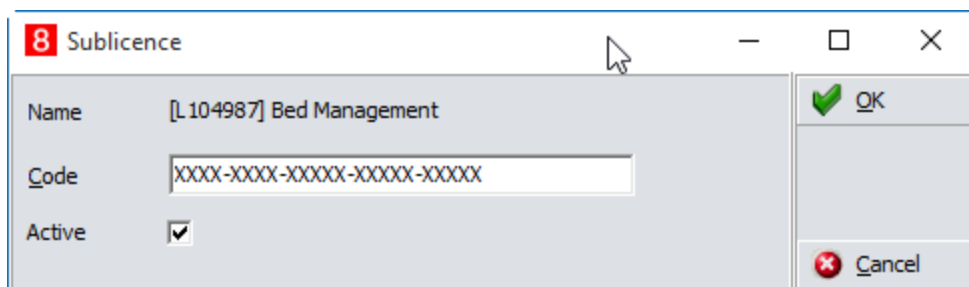 8 Sublicence
Name [L104987] Bed Management
OK
Code XXXX-XXXX-XXXXX-XXXXX-XXXXX
Active
Cancel